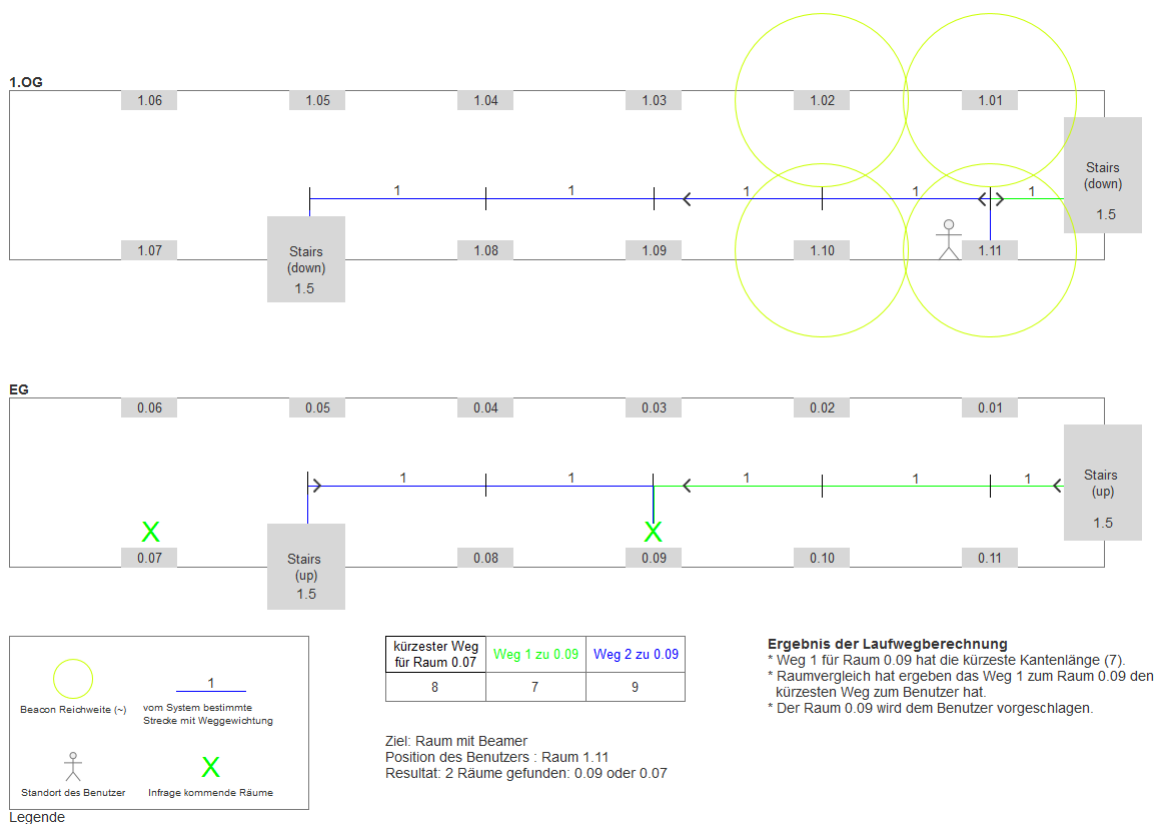 1.OG
1.06 1.05 1.04 1.03 1.02 1.01
Stairs
(down)
1.5
1 1 1 1 1
1.07 1.08 1.09 1.10 1.11
Stairs
(down)
1.5
EG
0.06 0.05 0.04 0.03 0.02 0.01
1 1 1 1 1
Stairs
(up)
1.5
X X
0.07 0.08 0.09 0.10 0.11
Stairs
(up)
1.5
1
Beacon Reichweite (~)
vom System bestimmte
Strecke mit Weggewichtung
X
Standort des Benutzer
Infrage kommende Räume
Legende
kürzester Weg
für Raum 0.07
Weg 1 zu 0.09
Weg 2 zu 0.09
8 7 9
Ziel: Raum mit Beamer
Position des Benutzers : Raum 1.11
Resultat: 2 Räume gefunden: 0.09 oder 0.07
Ergebnis der Laufwegberechnung
* Weg 1 für Raum 0.09 hat die kürzeste Kantenlänge (7).
* Raumvergleich hat ergeben das Weg 1 zum Raum 0.09 den
kürzesten Weg zum Benutzer hat.
* Der Raum 0.09 wird dem Benutzer vorgeschlagen.